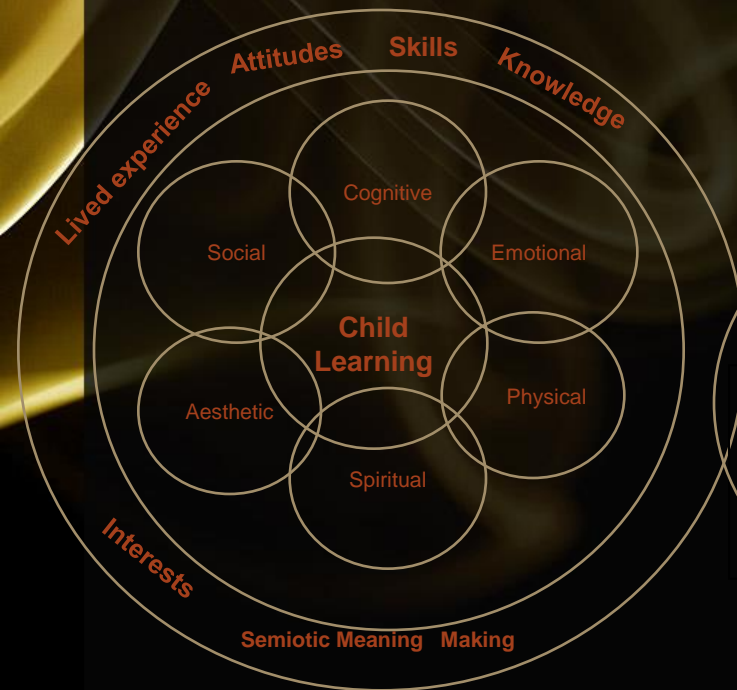 Attitudes Skills Knowledge
Lived experience
Cognitive
Social
Emotional
Child
Learning
Physical
Aesthetic
Spiritual
Interests
Semiotic Meaning Making